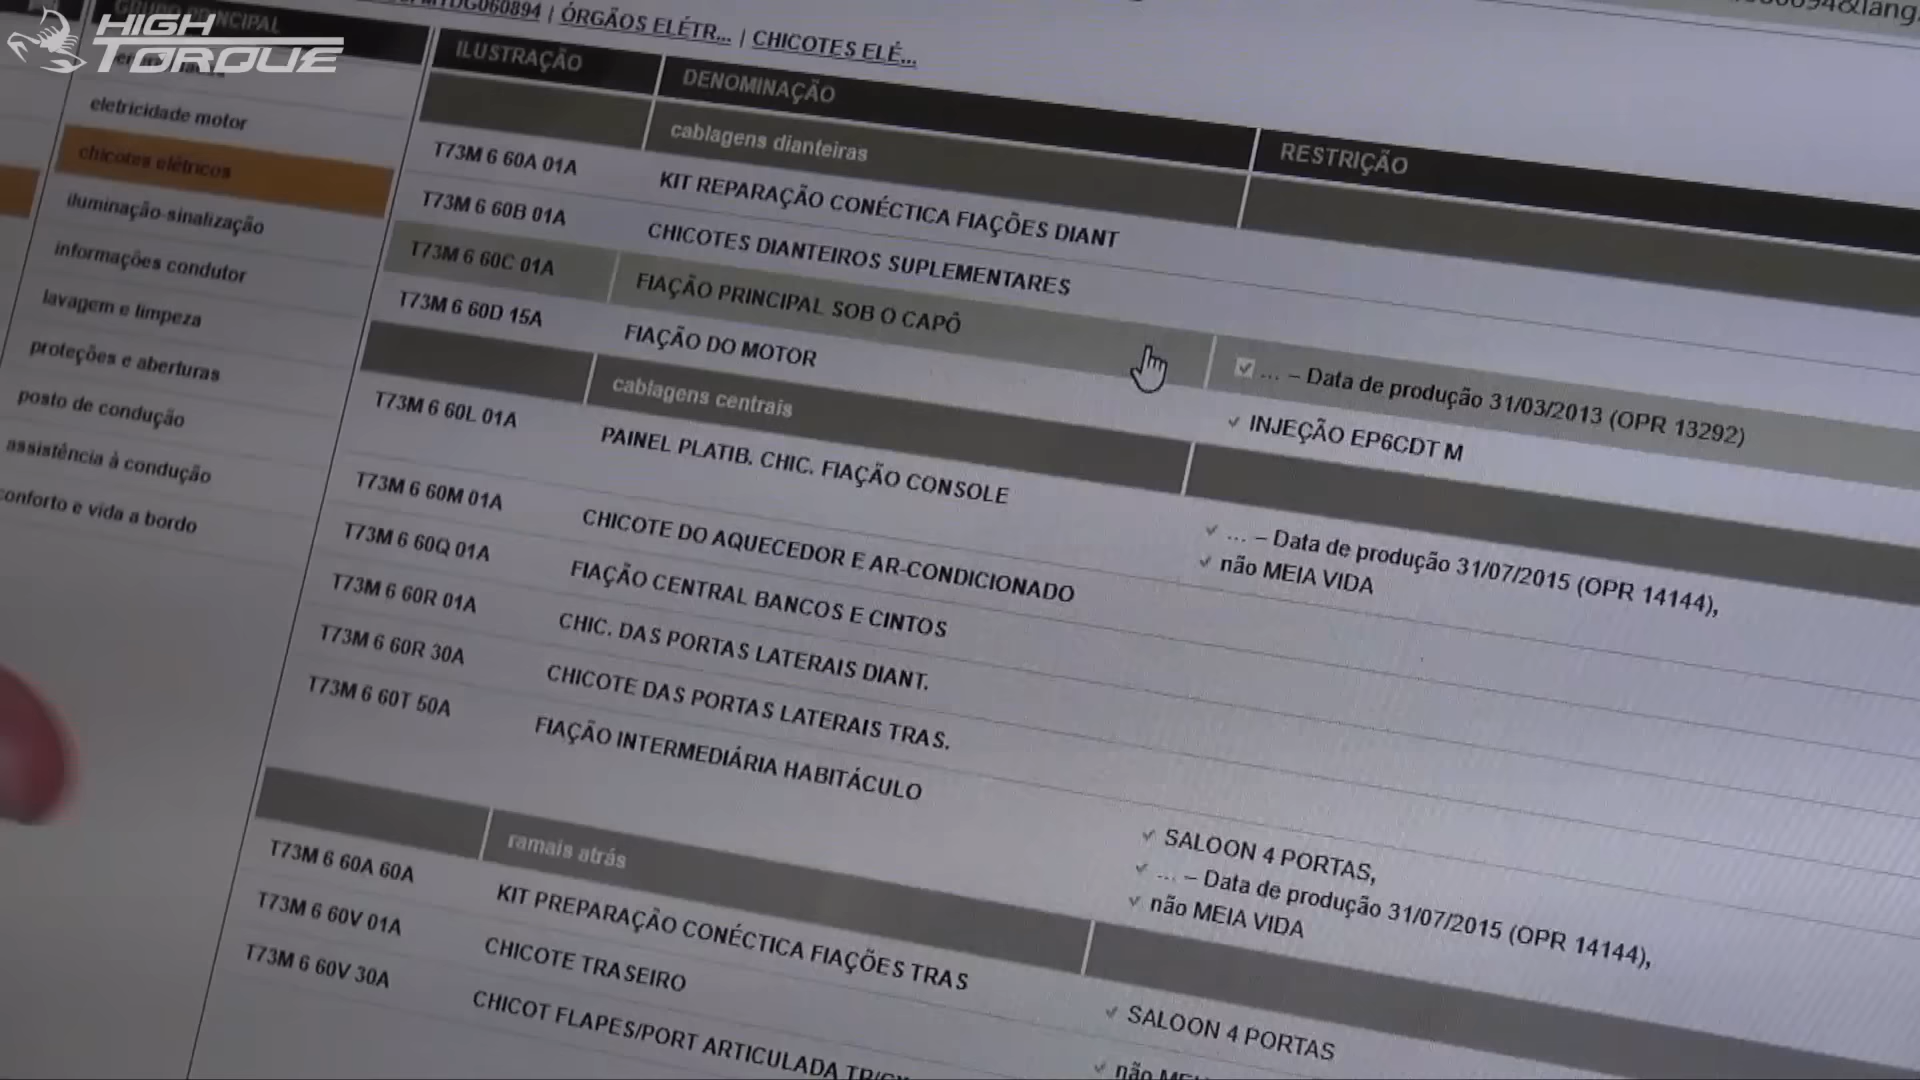 HIGH TORQUE
GRUPO PRINCIPAL
eletricidade motor
chicotes elétricos
iluminação-sinalização
informações condutor
lavagem e limpeza
proteções e aberturas
posto de condução
assistência à condução
conforto e vida a bordo
DG060894 | ÓRGÃOS ELÉTR... | CHICOTES ELÉ...
ILUSTRAÇÃO DENOMINAÇÃO RESTRIÇÃO
cablagens dianteiras
T73M 6 60A 01A KIT REPARAÇÃO CONÉCTICA FIAÇÕES DIANT
T73M 6 60B 01A CHICOTES DIANTEIROS SUPLEMENTARES
T73M 6 60C 01A FIAÇÃO PRINCIPAL SOB O CAPÔ ... – Data de produção 31/03/2013 (OPR 13292)
T73M 6 60D 15A FIAÇÃO DO MOTOR INJEÇÃO EP6CDT M
cablagens centrais
T73M 6 60L 01A PAINEL PLATIB. CHIC. FIAÇÃO CONSOLE ... – Data de produção 31/07/2015 (OPR 14144),
não MEIA VIDA
T73M 6 60M 01A CHICOTE DO AQUECEDOR E AR-CONDICIONADO
T73M 6 60Q 01A FIAÇÃO CENTRAL BANCOS E CINTOS
T73M 6 60R 01A CHIC. DAS PORTAS LATERAIS DIANT.
T73M 6 60R 30A CHICOTE DAS PORTAS LATERAIS TRAS.
T73M 6 60T 50A FIAÇÃO INTERMEDIÁRIA HABITÁCULO SALOON 4 PORTAS,
... – Data de produção 31/07/2015 (OPR 14144),
não MEIA VIDA
ramais atrás
T73M 6 60A 60A KIT PREPARAÇÃO CONÉCTICA FIAÇÕES TRAS
T73M 6 60V 01A CHICOTE TRASEIRO SALOON 4 PORTAS
T73M 6 60V 30A CHICOT FLAPES/PORT ARTICULADA não